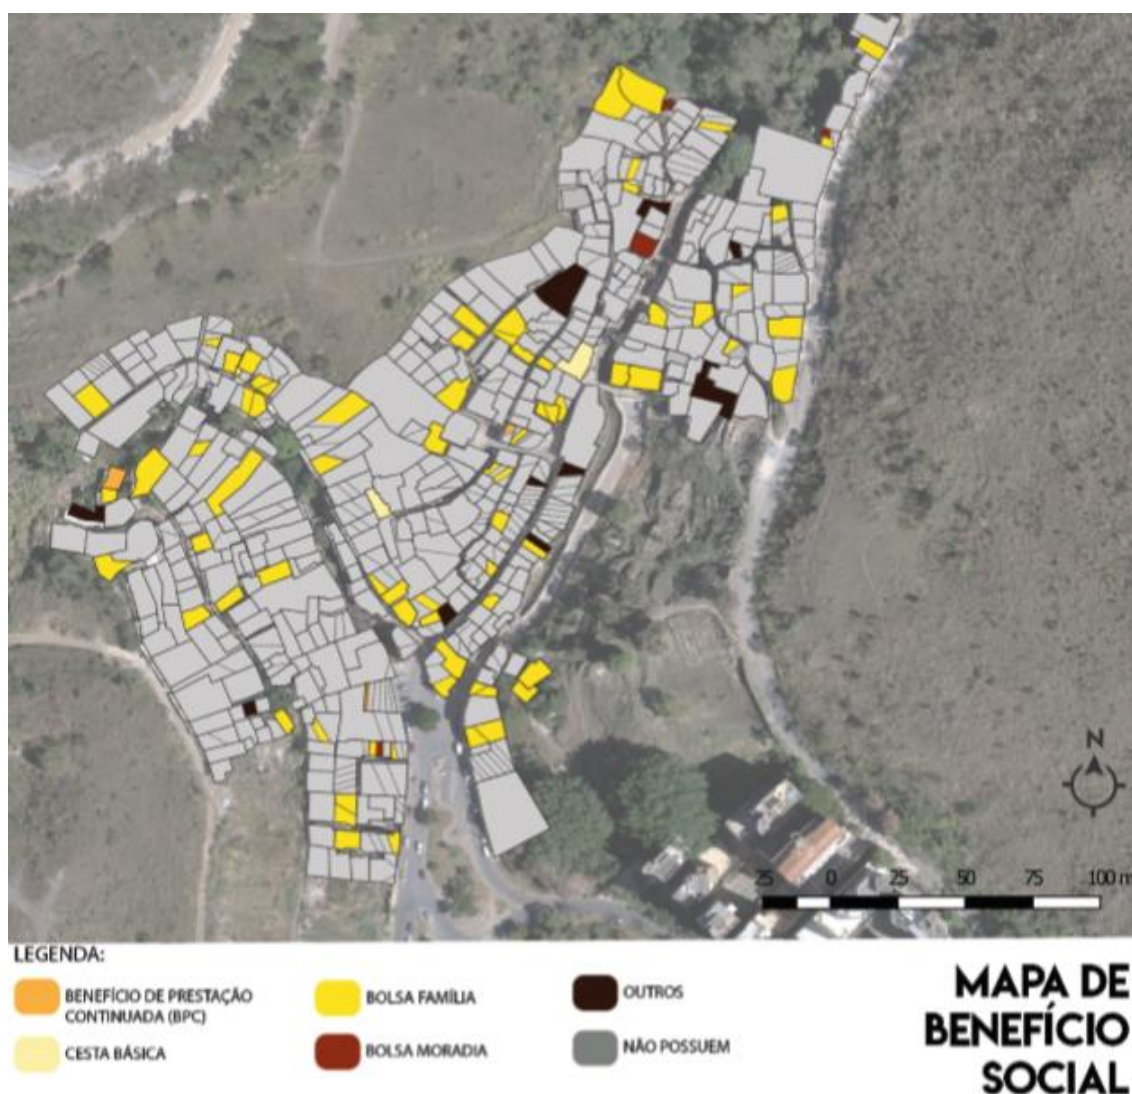 N
25 0 25 50 75 100 m
LEGENDA:
BENEFÍCIO DE PRESTAÇÃO
CONTINUADA (BPC)
CESTA BÁSICA
BOLSA FAMÍLIA
BOLSA MORADIA
OUTROS
NÃO POSSUEM
MAPA DE
BENEFÍCIO
SOCIAL